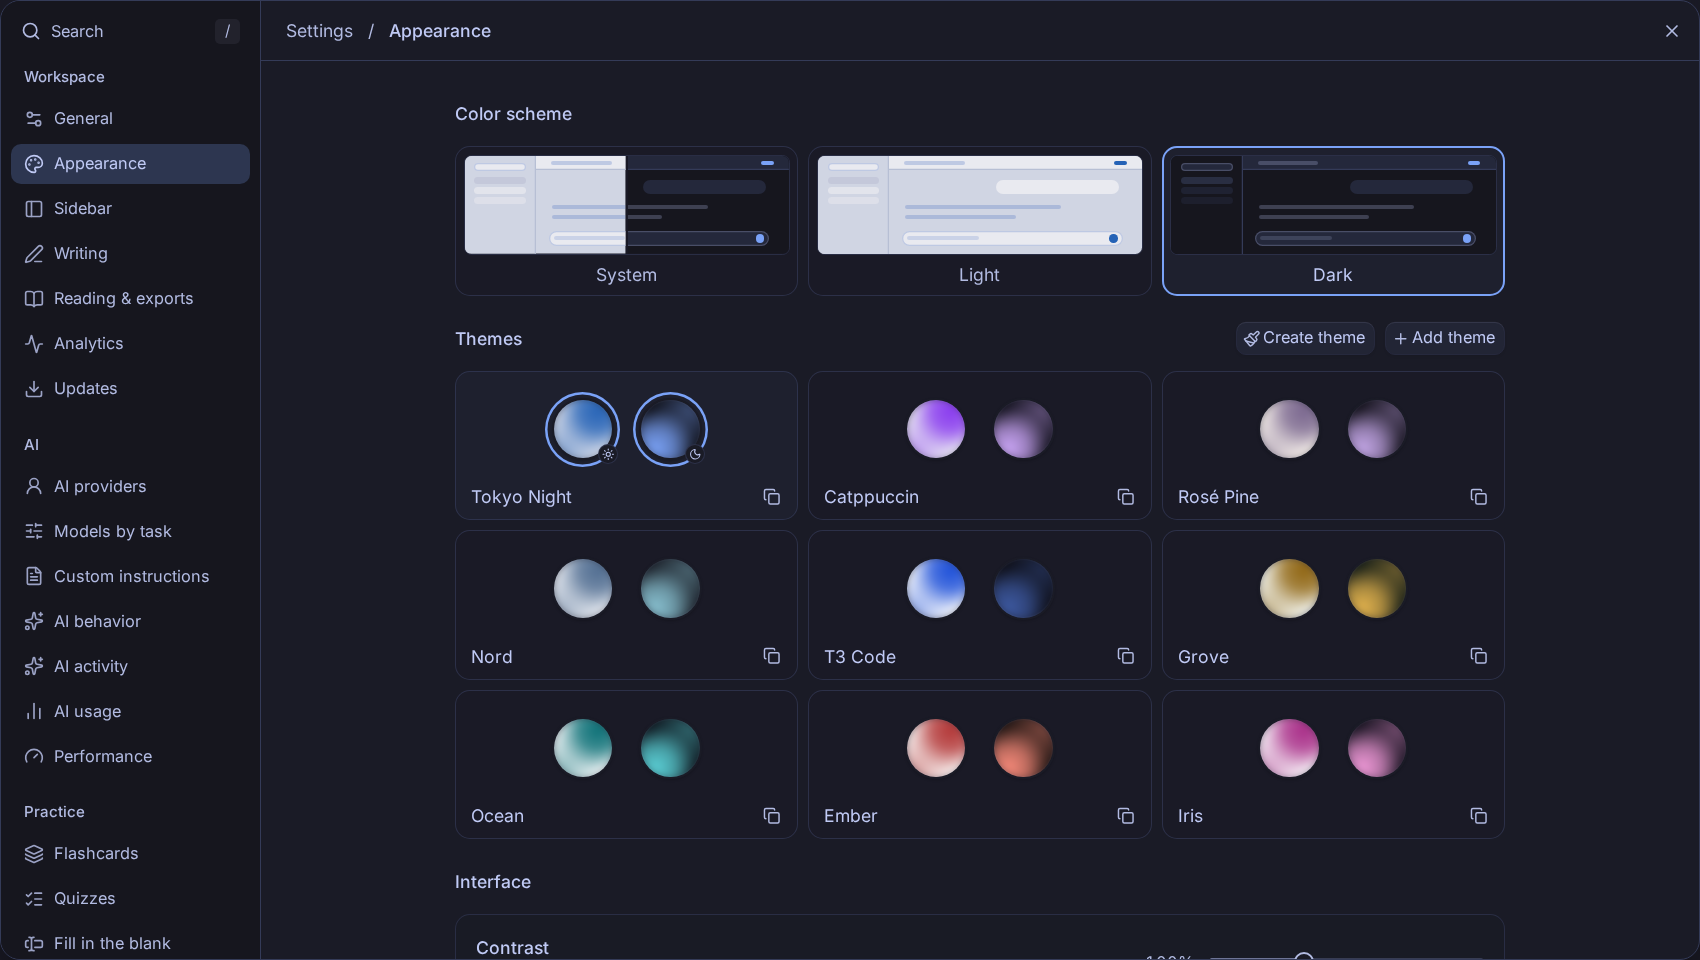 Search
/
Workspace
General
Appearance
Sidebar
Writing
Reading & exports
Analytics
Updates
AI
AI providers
Models by task
Custom instructions
AI behavior
AI activity
AI usage
Performance
Practice
Flashcards
Quizzes
Fill in the blank
Settings / Appearance
Color scheme
System
Light
Dark
Themes
Create theme
Add theme
Tokyo Night
Catppuccin
Rosé Pine
Nord
T3 Code
Grove
Ocean
Ember
Iris
Interface
Contrast